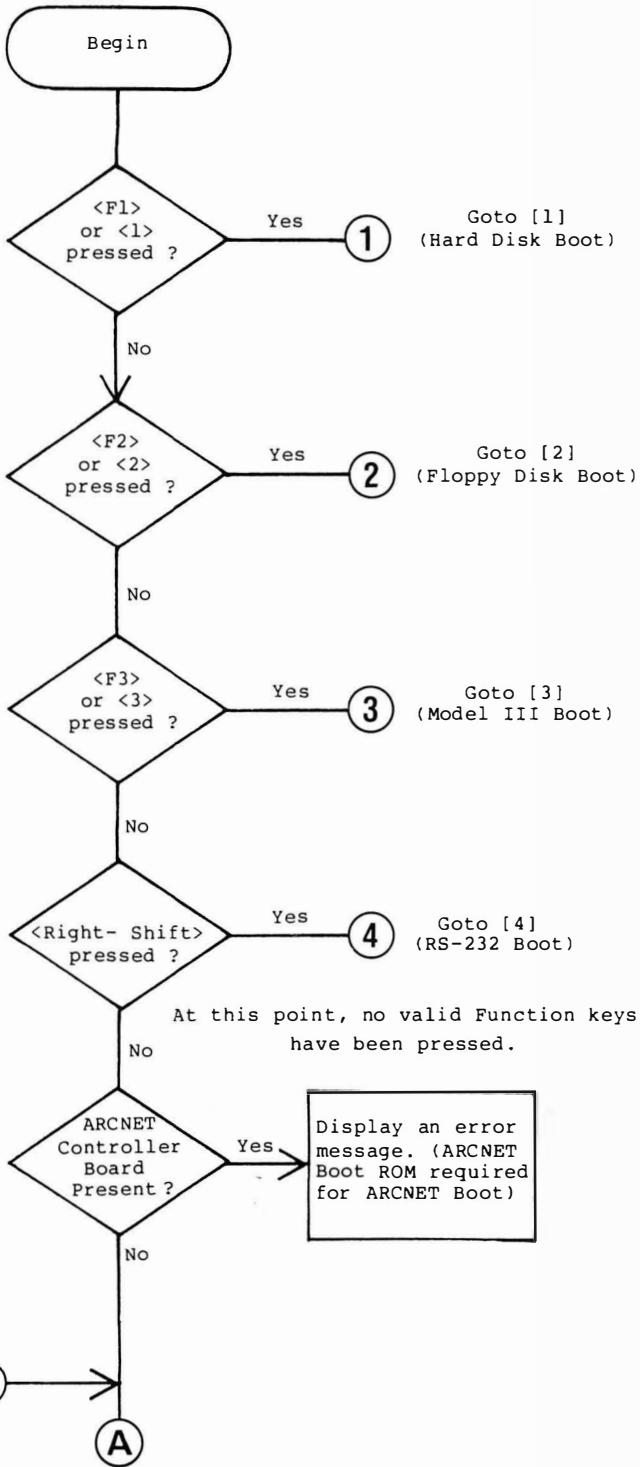 Begin
<F1>
or <1>
pressed ?
Yes
1
Goto [1]
(Hard Disk Boot)
No
<F2>
or <2>
pressed ?
Yes
2
Goto [2]
(Floppy Disk Boot)
No
<F3>
or <3>
pressed ?
Yes
3
Goto [3]
(Model III Boot)
No
<Right- Shift>
pressed ?
Yes
4
Goto [4]
(RS-232 Boot)
At this point, no valid Function keys
have been pressed.
No
ARCNET
Controller
Board
Present ?
Yes
Display an error
message. (ARCNET
Boot ROM required
for ARCNET Boot)
No
A